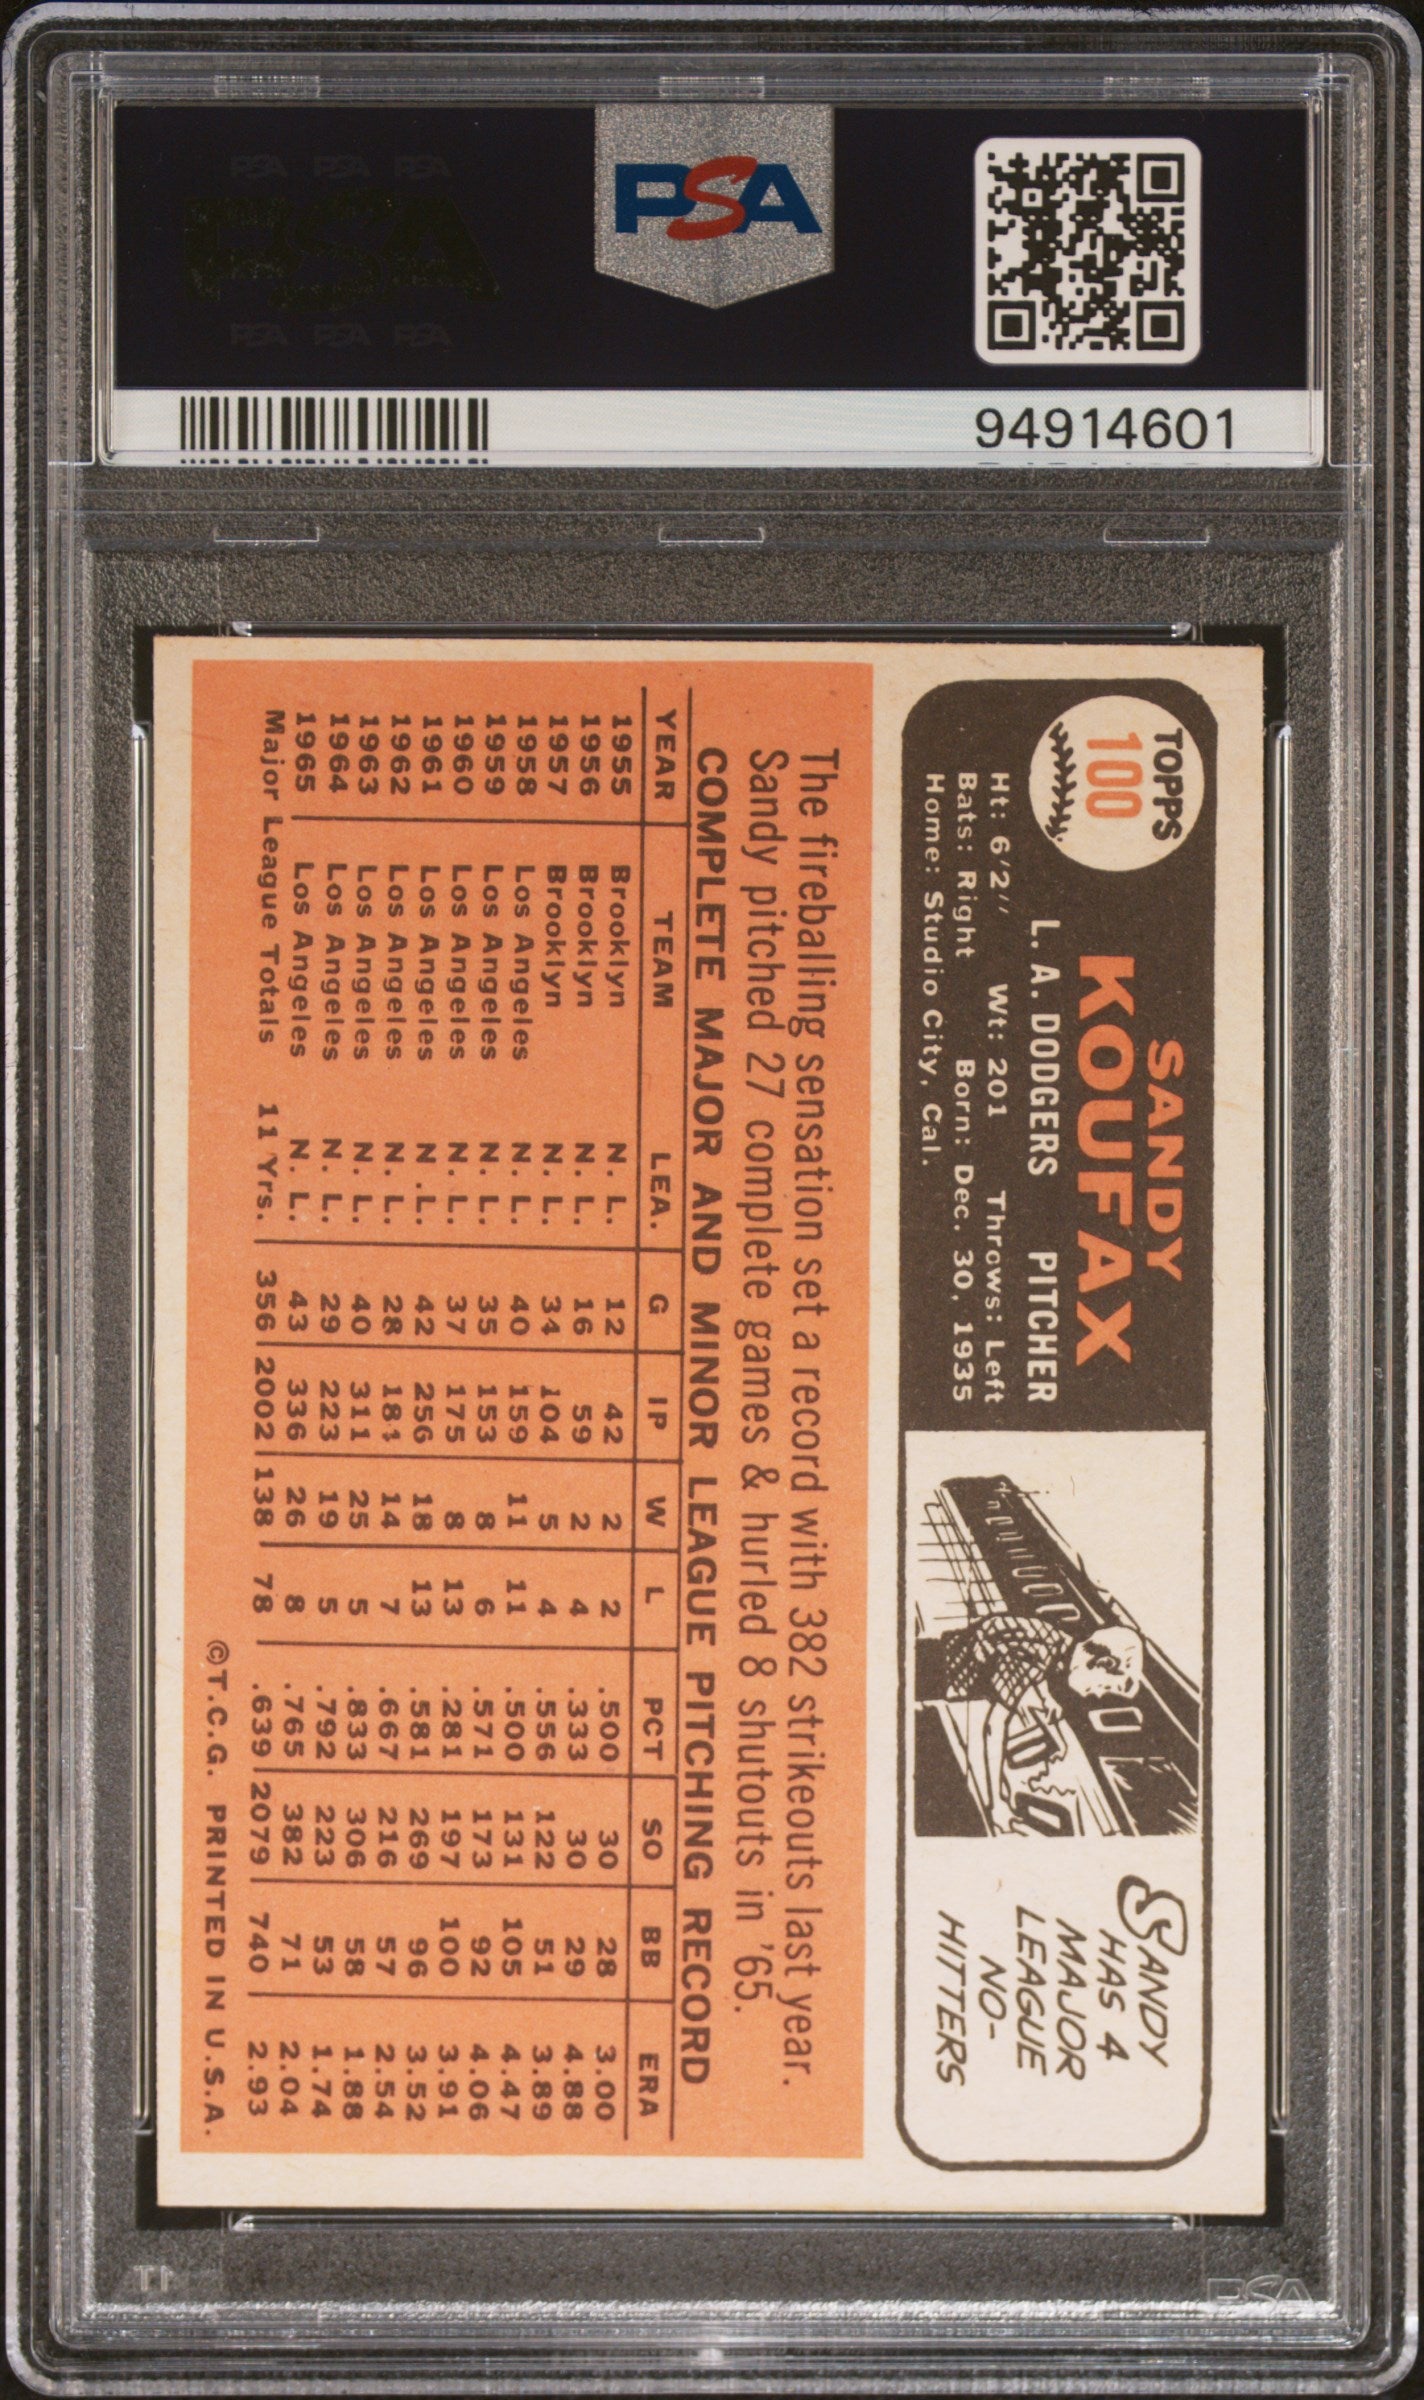 PSA PSA PSA
PSA
PSA PSA PSA
PSA
94914601
TOPPS
100
SANDY
KOUFAX
L. A. DODGERS PITCHER
Ht: 6'2" Wt: 201 Throws: Left
Bats: Right Born: Dec. 30, 1935
Home: Studio City, Cal.
SANDY
HAS 4
MAJOR
LEAGUE
NO-
HITTERS
The fireballing sensation set a record with 382 strikeouts last year.
Sandy pitched 27 complete games & hurled 8 shutouts in '65.
COMPLETE MAJOR AND MINOR LEAGUE PITCHING RECORD
YEAR TEAM LEA. G IP W L PCT SO BB ERA
1955 Brooklyn N. L. 12 42 2 2 .500 30 28 3.00
1956 Brooklyn N. L. 16 59 2 4 .333 30 29 4.88
1957 Brooklyn N. L. 34 104 5 4 .556 122 51 3.89
1958 Los Angeles N. L. 40 159 11 11 .500 131 105 4.47
1959 Los Angeles N. L. 35 153 8 6 .571 173 92 4.06
1960 Los Angeles N. L. 37 175 8 13 .281 197 100 3.91
1961 Los Angeles N .L. 42 256 18 13 .581 269 96 3.52
1962 Los Angeles N. L. 28 184 14 7 .667 216 57 2.54
1963 Los Angeles N. L. 40 311 25 5 .833 306 58 1.88
1964 Los Angeles N. L. 29 223 19 5 .792 223 53 1.74
1965 Los Angeles N. L. 43 336 26 8 .765 382 71 2.04
Major League Totals 11 Yrs. 356 2002 138 78 .639 2079 740 2.93
©T.C.G. PRINTED IN U.S.A.
PSA